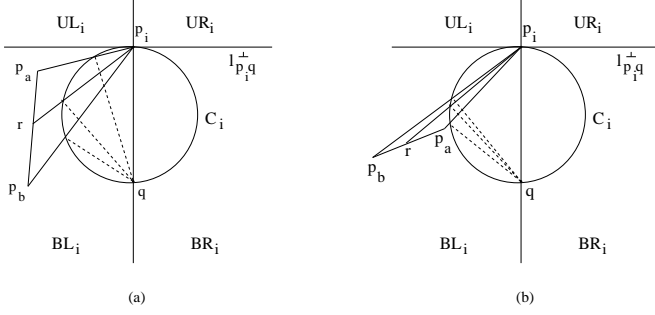 UL_i UR_i
p_i
l^⊥_{p_i q}
p_a
r
C_i
p_b
q
BL_i BR_i
(a)
UL_i UR_i
p_i
l^⊥_{p_i q}
C_i
p_a
r
p_b
q
BL_i BR_i
(b)